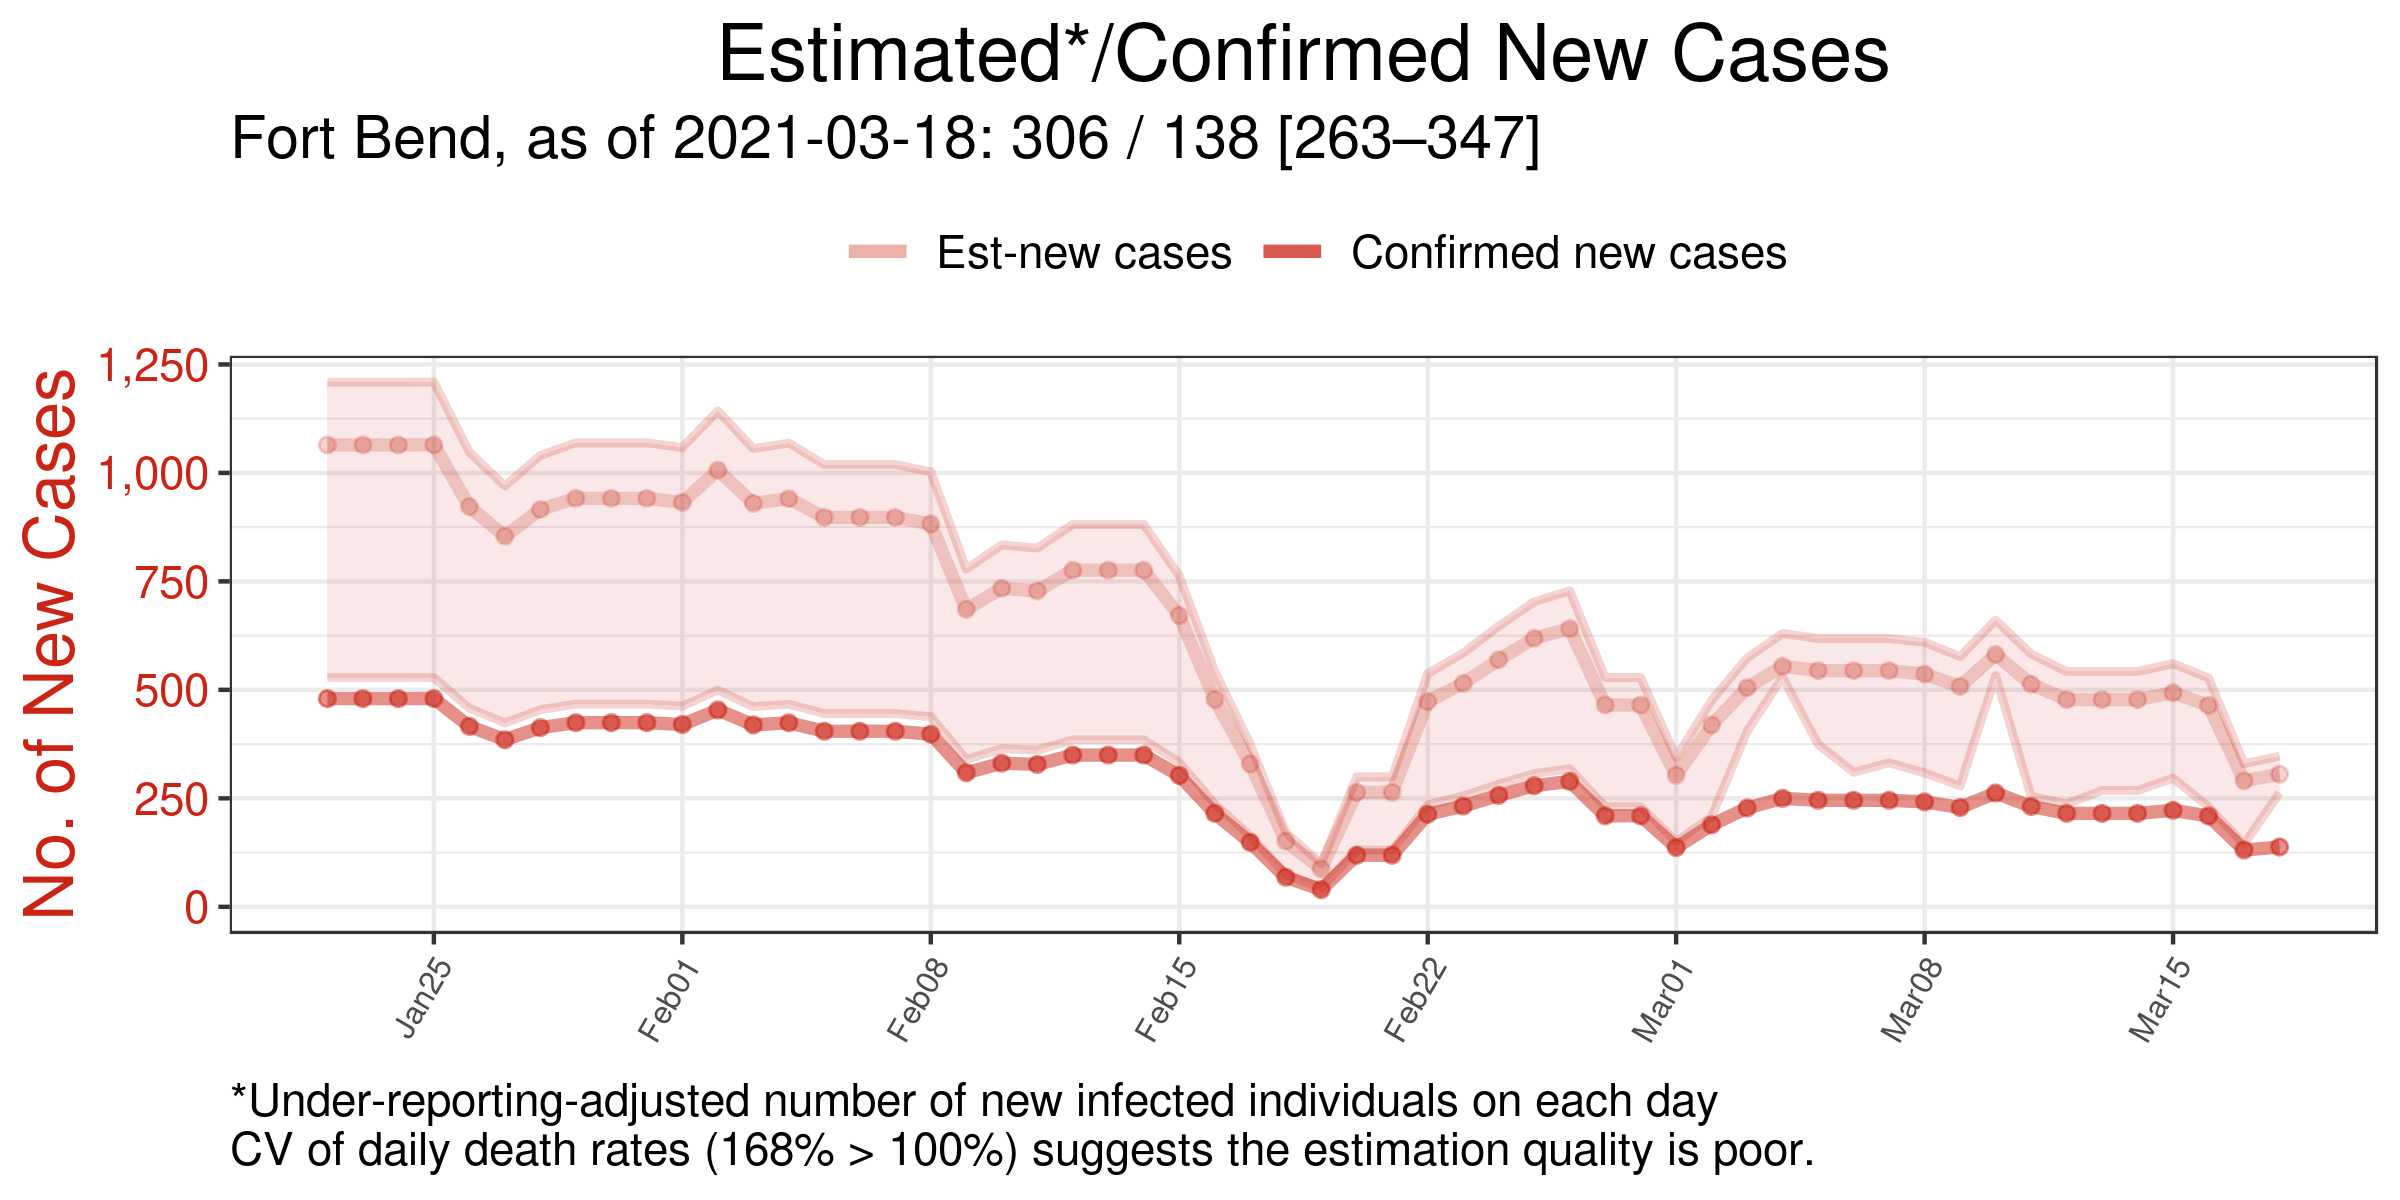 Estimated*/Confirmed New Cases
Fort Bend, as of 2021-03-18: 306 / 138 [263–347]
Est-new cases Confirmed new cases
No. of New Cases
1,250
1,000
750
500
250
0
Jan25 Feb01 Feb08 Feb15 Feb22 Mar01 Mar08 Mar15
*Under-reporting-adjusted number of new infected individuals on each day
CV of daily death rates (168% > 100%) suggests the estimation quality is poor.